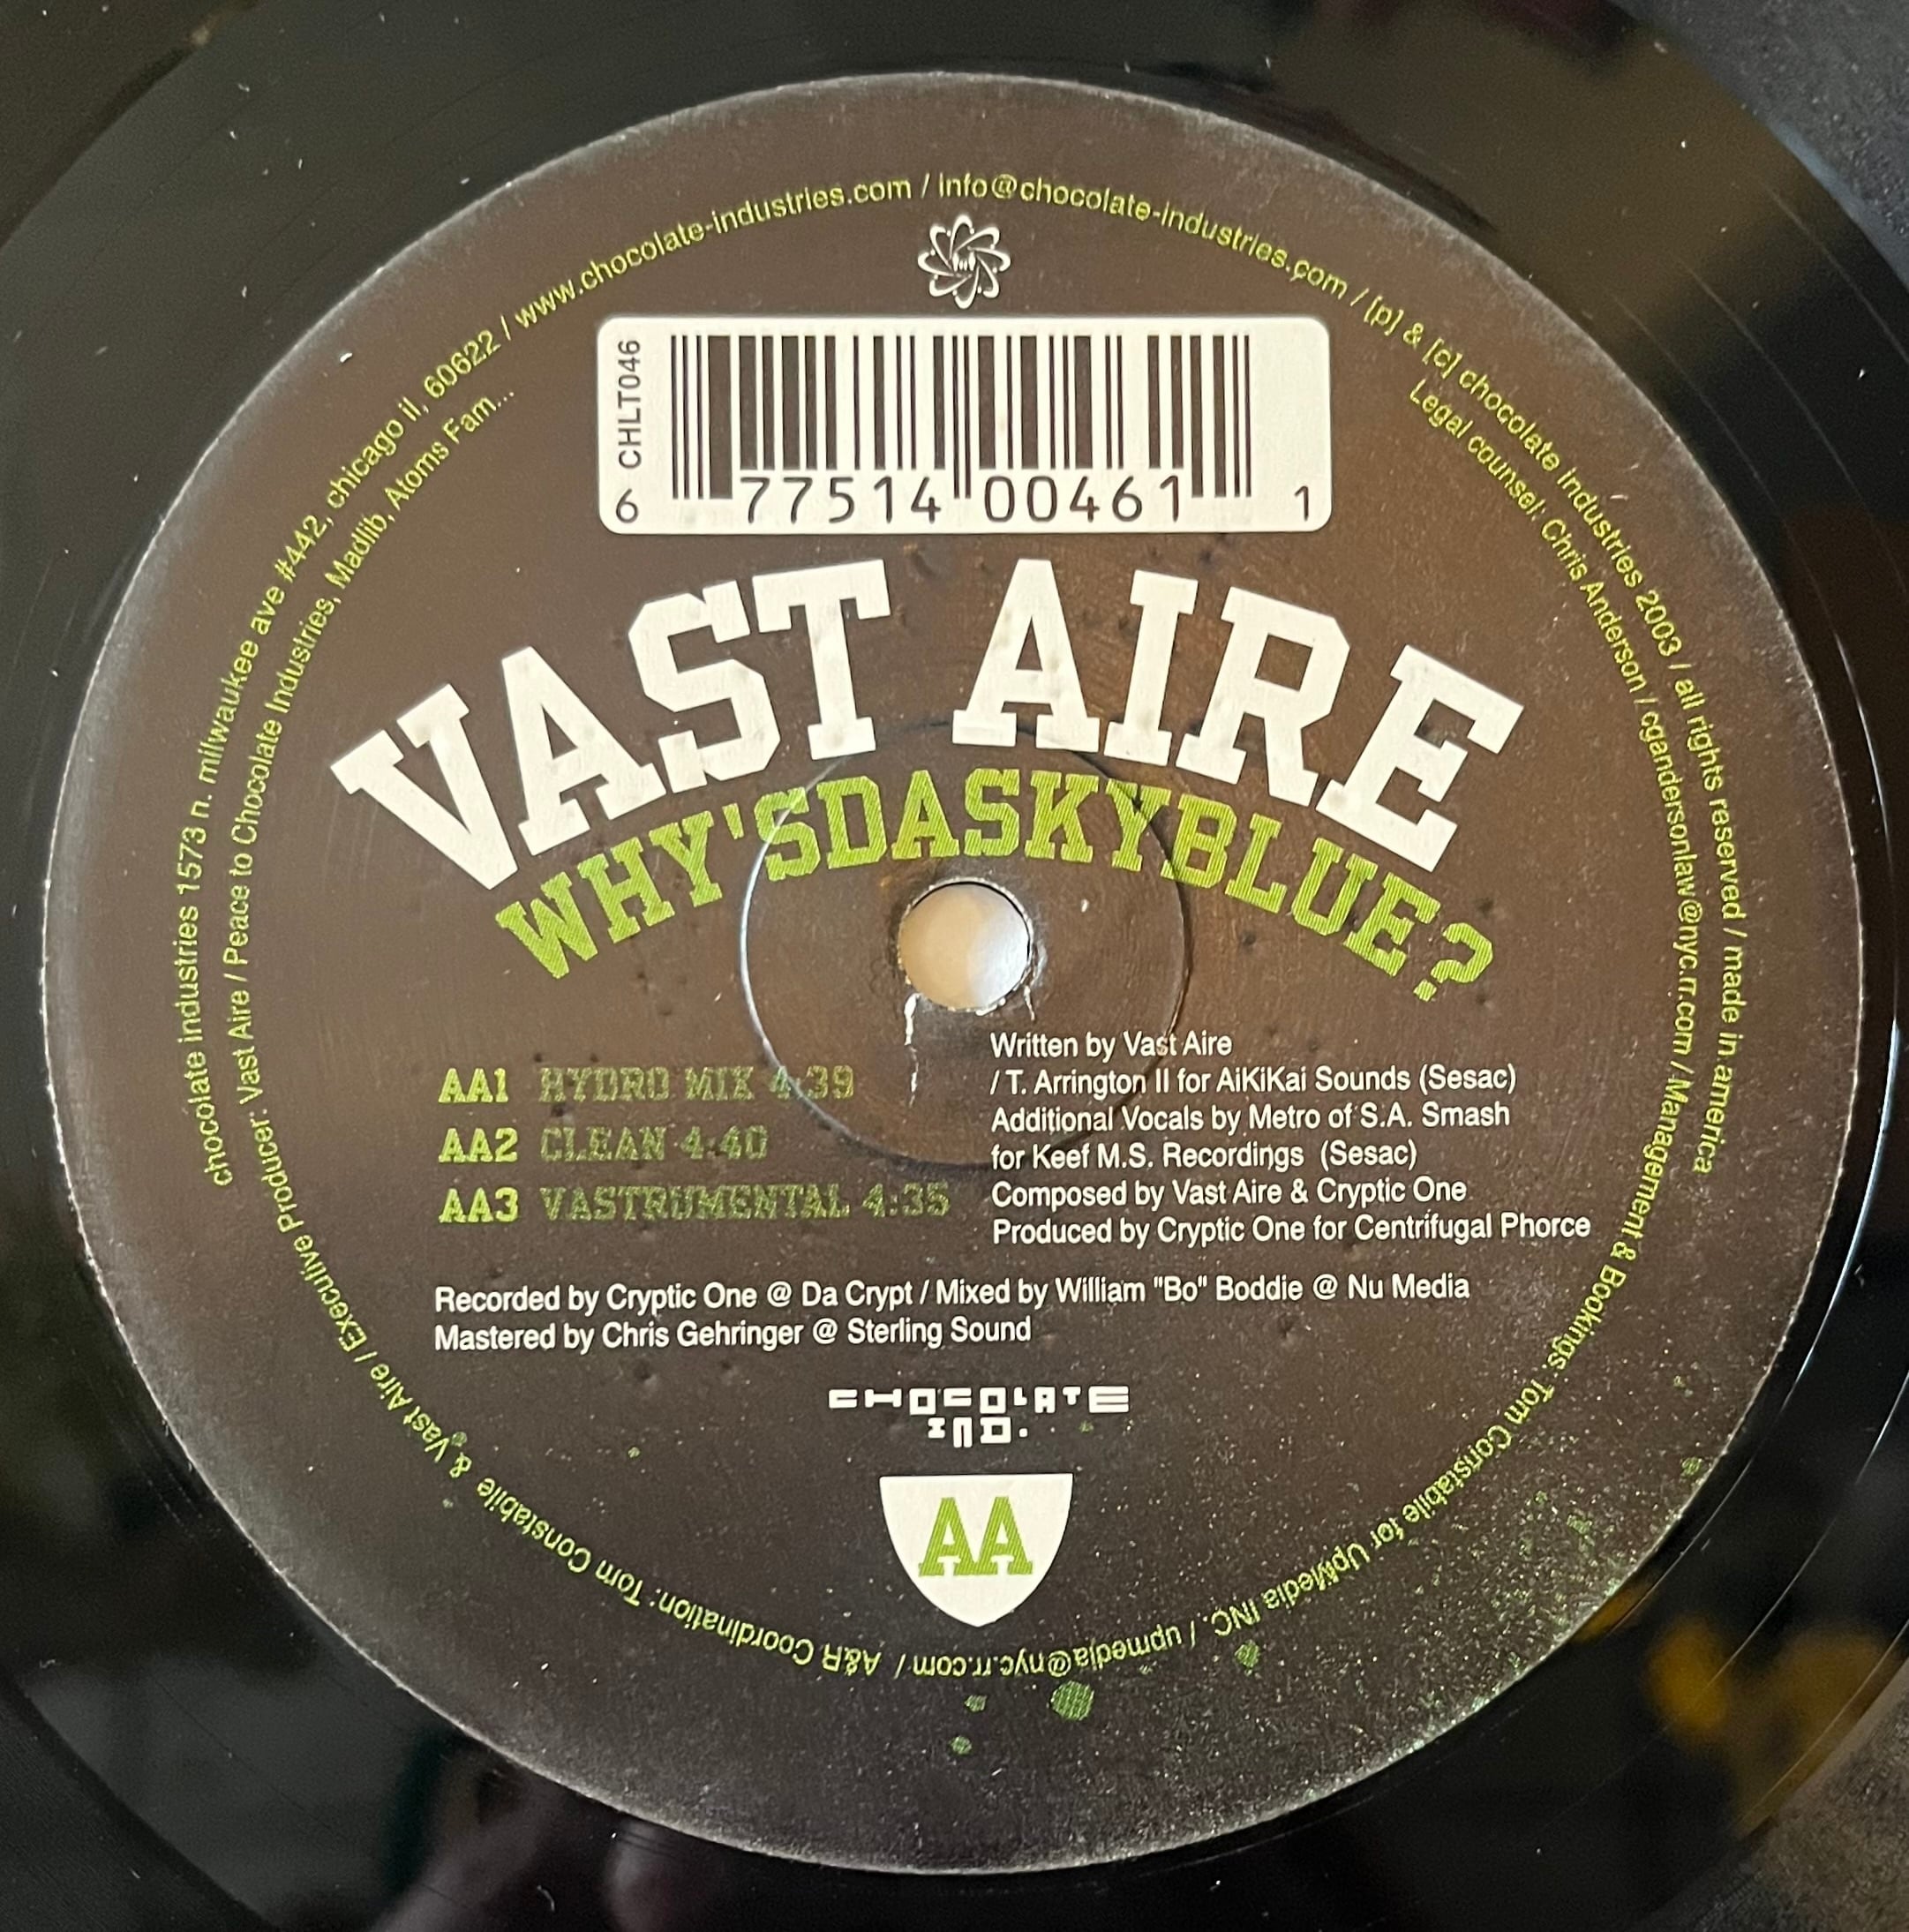 chocolate industries 1573 n. milwaukee ave #442, chicago il, 60622 / www.chocolate-industries.com / info@chocolate-industries.com / [p] & [c] chocolate industries 2003 / all rights reserved / made in america
Legal counsel: Chris Anderson / cgandersonlaw@nyc.rr.com / Management & Bookings: Tom Constabile for UpMedia INC. / upmedia@nyc.rr.com / A&R Coordination: Tom Constabile & Vast Aire / Executive Producer: Vast Aire / Peace to Chocolate Industries, Madlib, Atoms Fam...
CHLT046
6 77514 00461 1
VAST AIRE
WHY'SDASKYBLUE?
AA1 HYDRO MIX 4:39
AA2 CLEAN 4:40
AA3 VASTRUMENTAL 4:35
Written by Vast Aire
/ T. Arrington II for AiKiKai Sounds (Sesac)
Additional Vocals by Metro of S.A. Smash
for Keef M.S. Recordings (Sesac)
Composed by Vast Aire & Cryptic One
Produced by Cryptic One for Centrifugal Phorce
Recorded by Cryptic One @ Da Crypt / Mixed by William "Bo" Boddie @ Nu Media
Mastered by Chris Gehringer @ Sterling Sound
CHOCOLATE
IND.
AA